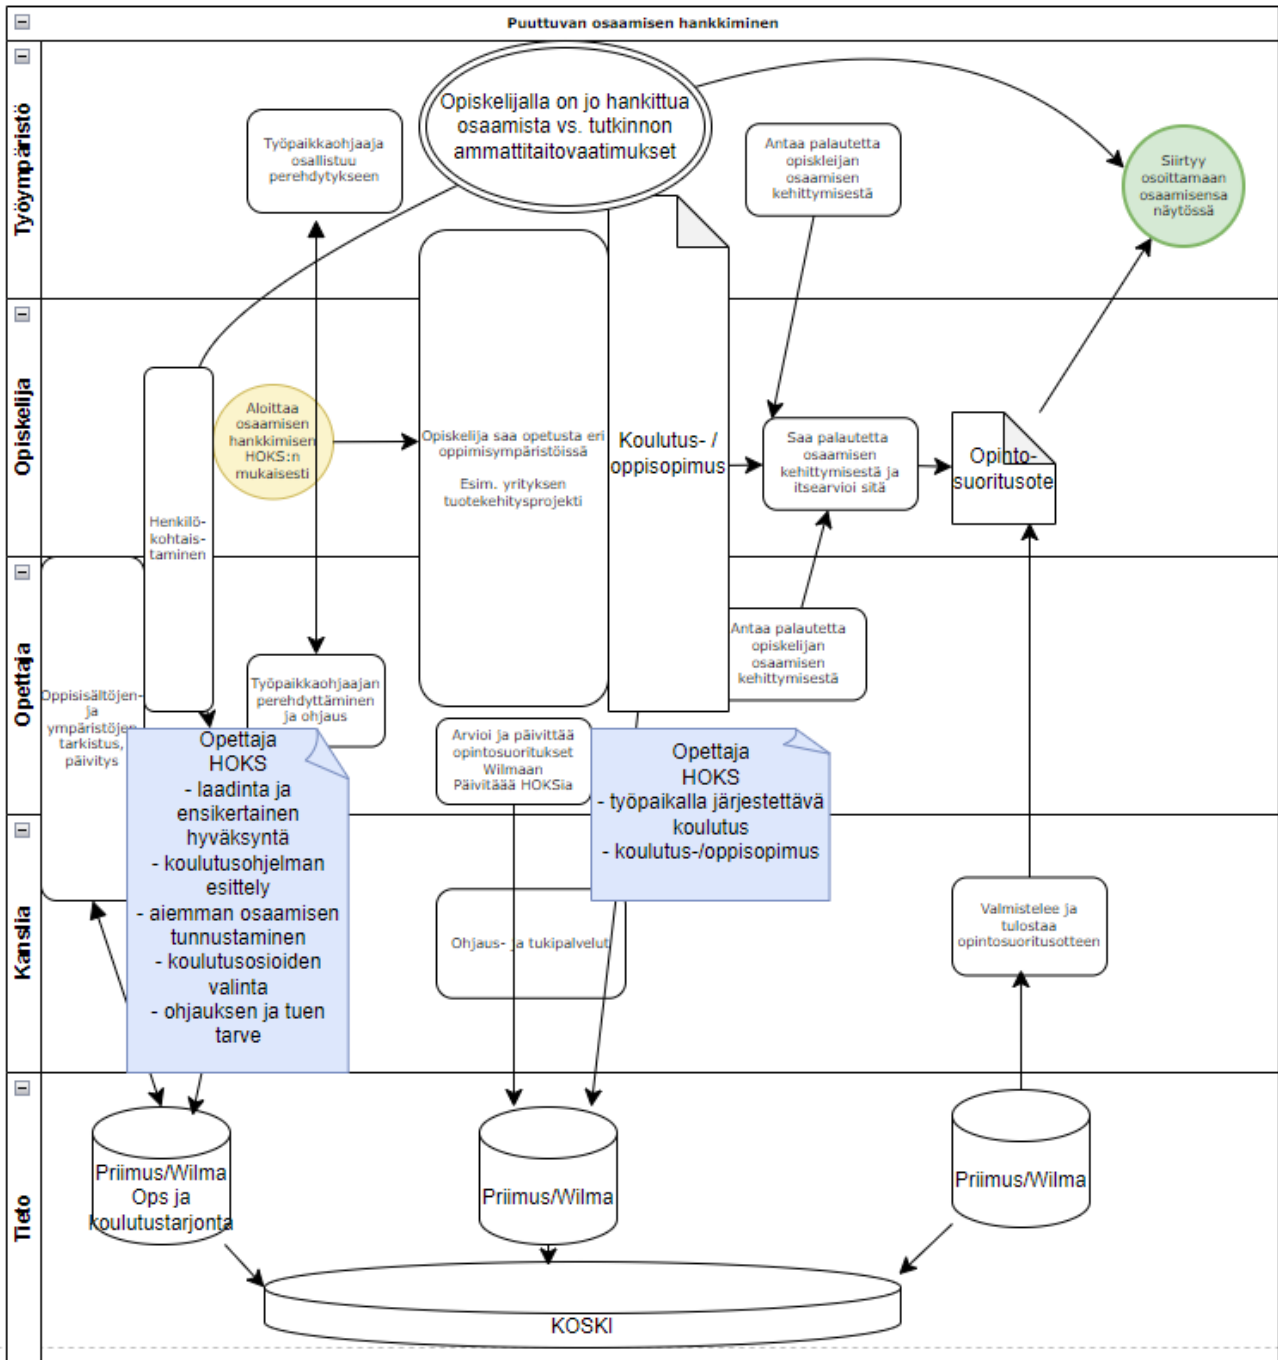 Puuttuvan osaamisen hankkiminen
Työympäristö
Työpaikkaohjaaja
osallistuu
perehdytykseen
Opiskelijalla on jo hankittua
osaamista vs. tutkinnon
ammattitaitovaatimukset
Antaa palautetta
opiskleijan
osaamisen
kehittymisestä
Siirtyy
osoittamaan
osaamisensa
näytössä
Opiskelija
Henkilö-
kohtais-
taminen
Aloittaa
osaamisen
hankkimisen
HOKS:n
mukaisesti
Opiskelija saa opetusta eri
oppimisympäristöissä
Esim. yrityksen
tuotekehitysprojekti
Koulutus- /
oppisopimus
Saa palautetta
osaamisen
kehittymisestä ja
itsearvioi sitä
Opinto-
suoritusote
Opettaja
Oppisisältöjen-
ja
ympäristöjen
tarkistus,
päivitys
Työpaikkaohjaajan
perehdyttäminen
ja ohjaus
Antaa palautetta
opiskelijan
osaamisen
kehittymisestä
Arvioi ja päivittää
opintosuoritukset
Wilmaan
Päivitäää HOKSia
Opettaja
HOKS
- laadinta ja
ensikertainen
hyväksyntä
- koulutusohjelman
esittely
- aiemman osaamisen
tunnustaminen
- koulutusosioiden
valinta
- ohjauksen ja tuen
tarve
Opettaja
HOKS
- työpaikalla järjestettävä
koulutus
- koulutus-/oppisopimus
Kanslia
Ohjaus- ja tukipalvelut
Valmistelee ja
tulostaa
opintosuoritusotteen
Tieto
Priimus/Wilma
Ops ja
koulutustarjonta
Priimus/Wilma
Priimus/Wilma
KOSKI